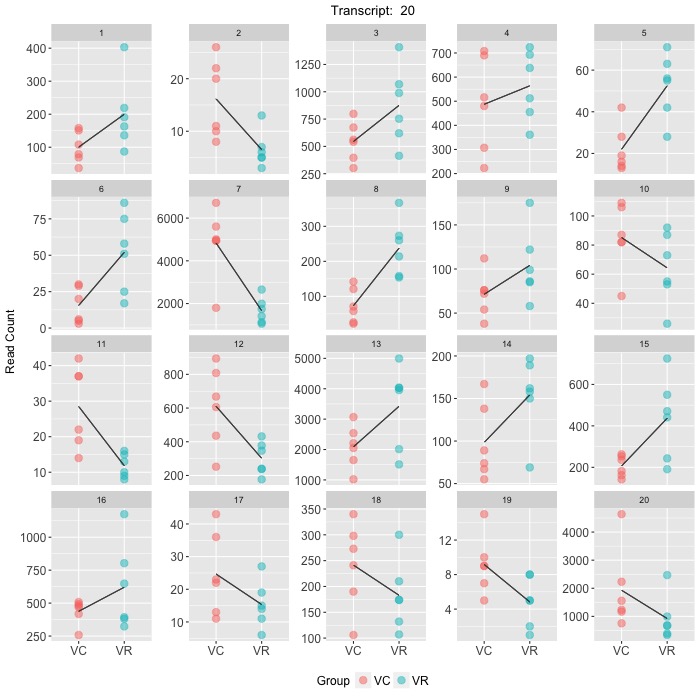 Transcript: 20
1 2 3 4 5
400 300 200 100
20 10
1250 1000 750 500 250
700 600 500 400 300 200
60 40 20
6 7 8 9 10
75 50 25 0
6000 4000 2000
300 200 100
150 100 50
100 80 60 40
Read Count
11 12 13 14 15
40 30 20 10
800 600 400 200
5000 4000 3000 2000 1000
200 150 100 50
600 400 200
16 17 18 19 20
1000 750 500 250
40 30 20 10
350 300 250 200 150 100
12 8 4
4000 3000 2000 1000
VC VR VC VR VC VR VC VR VC VR
Group VC VR